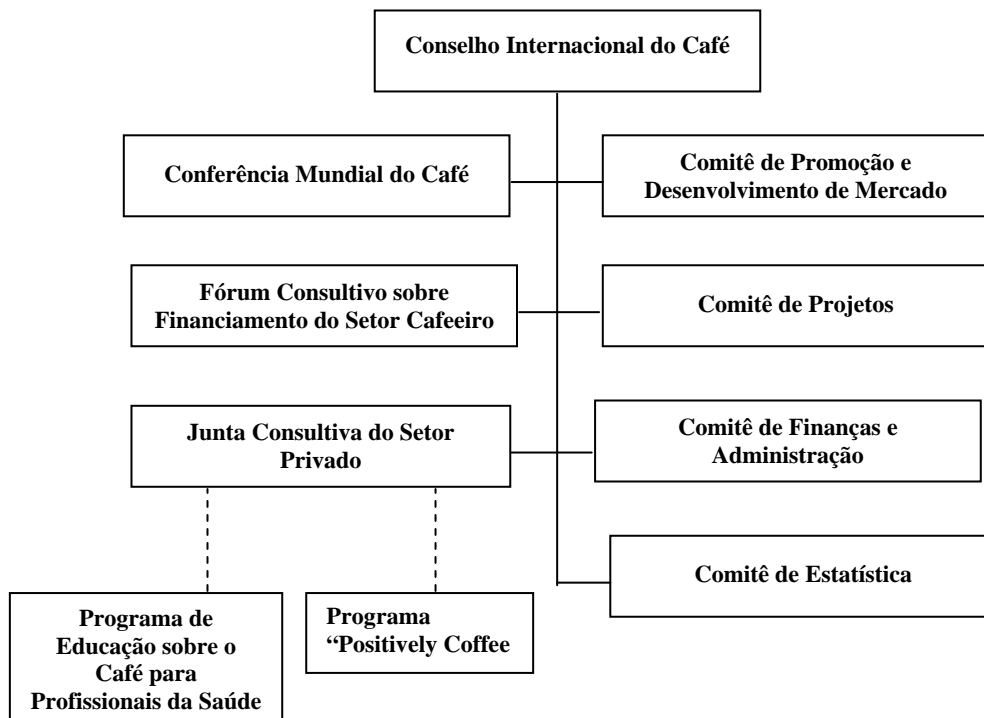 Conselho Internacional do Café
Conferência Mundial do Café
Comitê de Promoção e
Desenvolvimento de Mercado
Fórum Consultivo sobre
Financiamento do Setor Cafeeiro
Comitê de Projetos
Junta Consultiva do Setor
Privado
Comitê de Finanças e
Administração
Comitê de Estatística
Programa de
Educação sobre o
Café para
Profissionais da Saúde
Programa
“Positively Coffee